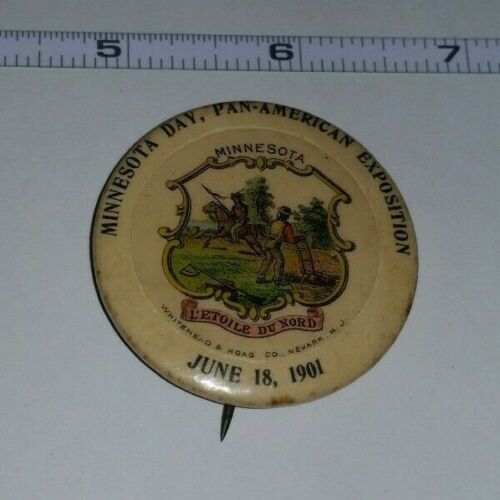 5 6 7
MINNESOTA DAY, PAN-AMERICAN EXPOSITION
MINNESOTA
L'ETOILE DU NORD
WHITEHEAD & HOAG CO., NEWARK, N.J.
JUNE 18, 1901